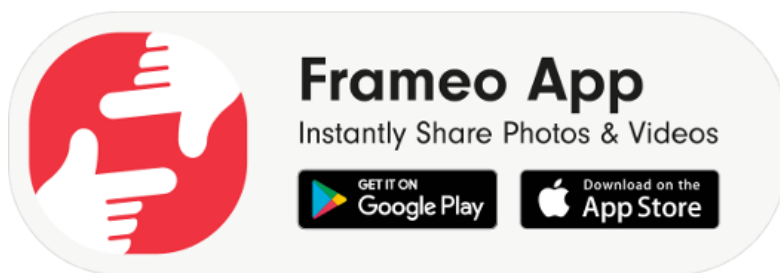 Frameo App
Instantly Share Photos & Videos
GET IT ON
Google Play
Download on the
App Store